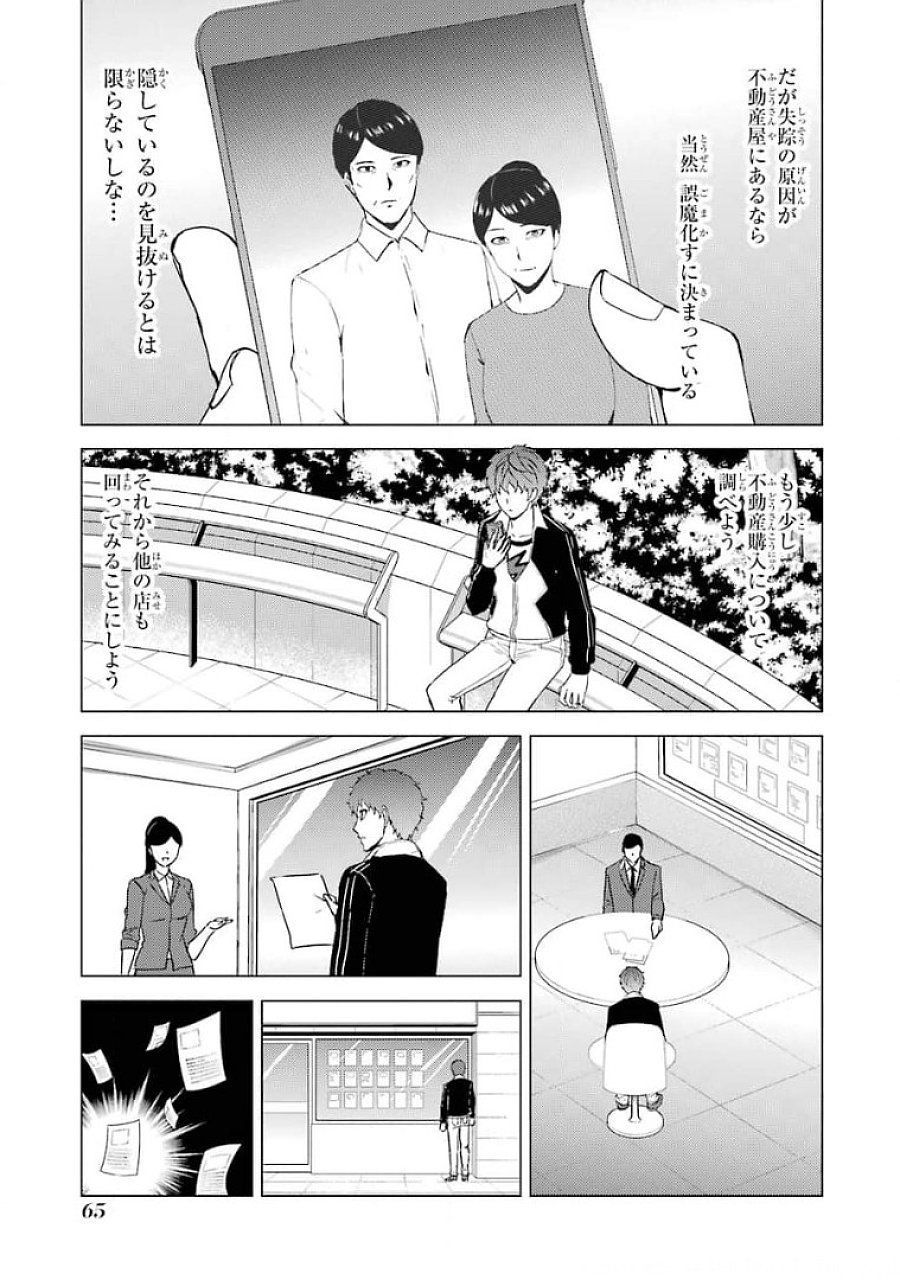 だが失踪の原因が
不動産屋にあるなら
当然 誤魔化すに決まっている
隠しているのを見抜けるとは
限らないしな…
もう少し
不動産購入について
調べよう
それから他の店も
回ってみることにしよう
65